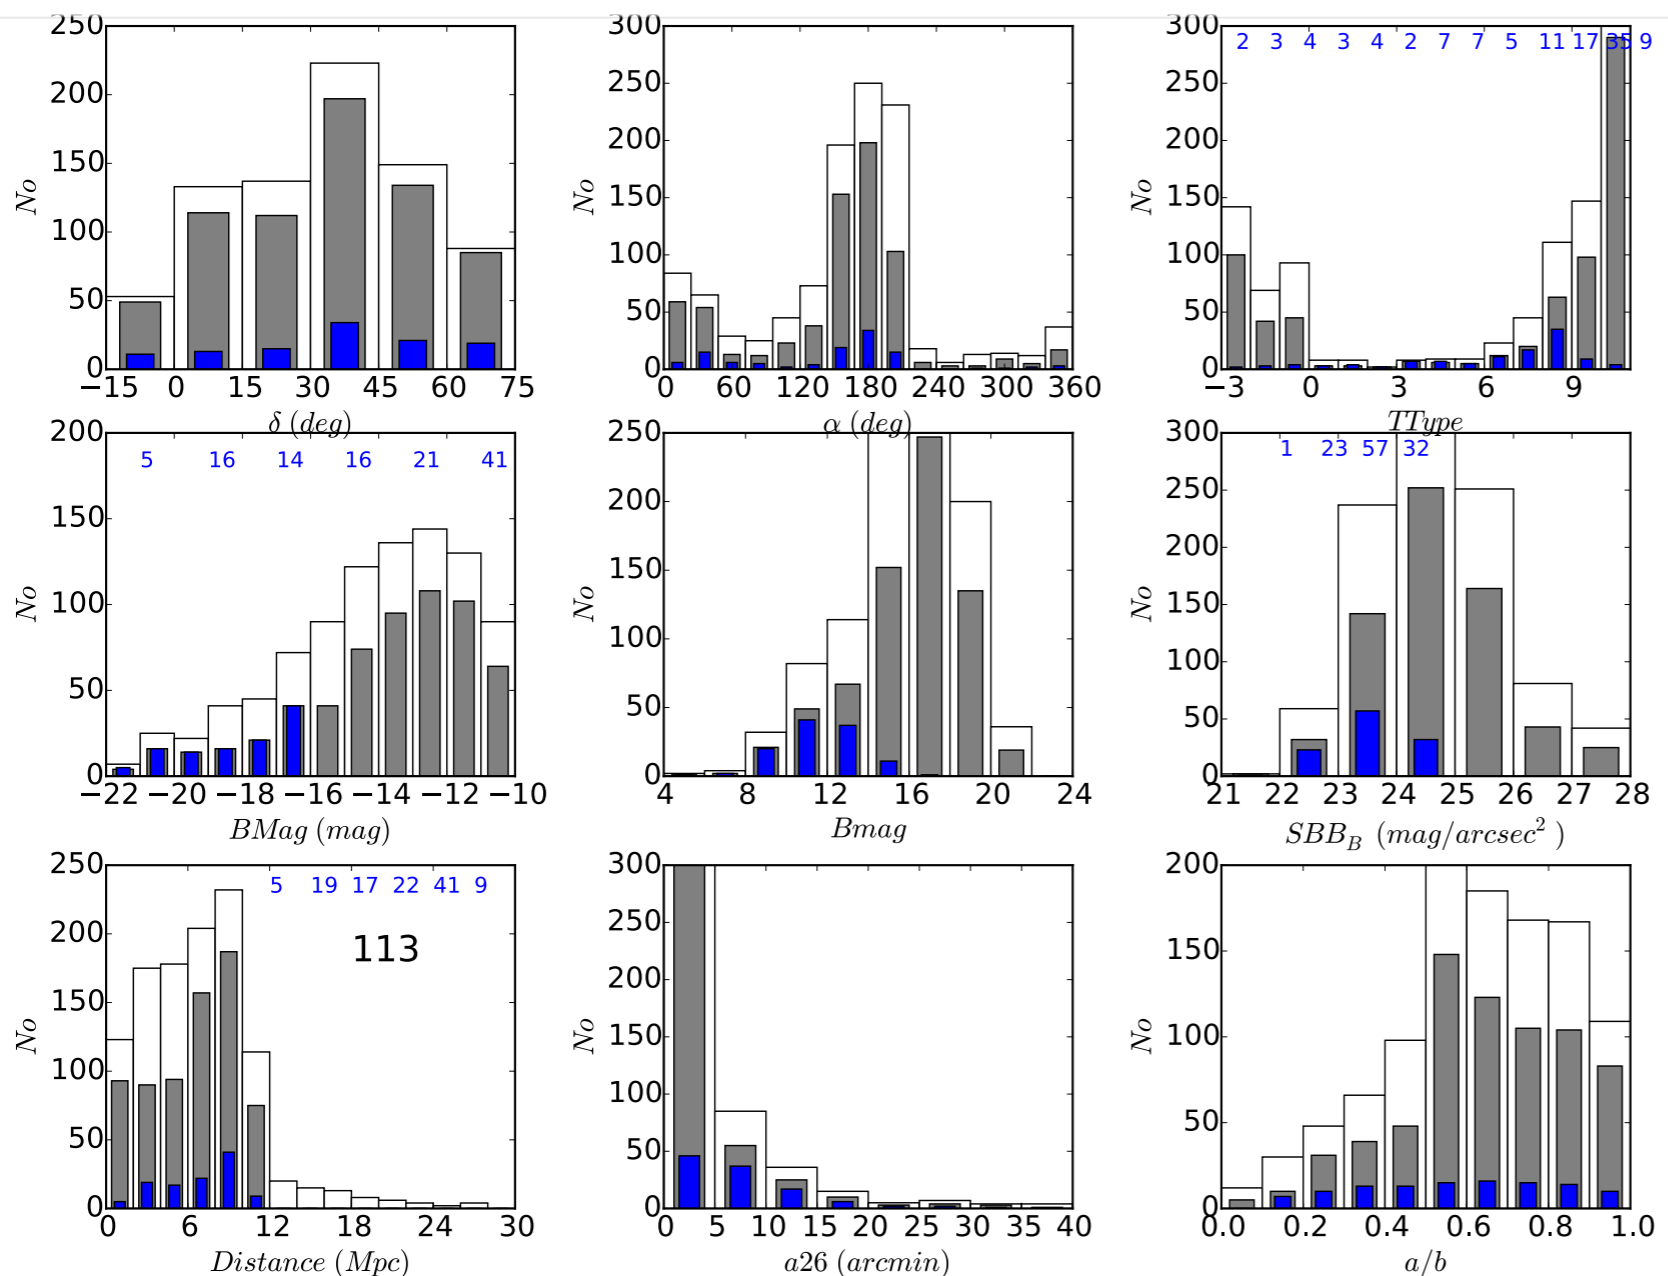 250
200
150
100
50
0
No
−15 0 15 30 45 60 75
δ (deg)
300
250
200
150
100
50
0
No
0 60 120 180 240 300 360
α (deg)
300
250
200
150
100
50
0
No
2 3 4 3 4 2 7 7 5 11 17 35 9
−3 0 3 6 9
TType
200
150
100
50
0
No
5 16 14 16 21 41
−22 −20 −18 −16 −14 −12 −10
BMag (mag)
250
200
150
100
50
0
No
4 8 12 16 20 24
Bmag
300
250
200
150
100
50
0
No
1 23 57 32
21 22 23 24 25 26 27 28
SBB_B (mag/arcsec² )
250
200
150
100
50
0
No
5 19 17 22 41 9
113
0 6 12 18 24 30
Distance (Mpc)
300
250
200
150
100
50
0
No
0 5 10 15 20 25 30 35 40
a26 (arcmin)
200
150
100
50
0
No
0.0 0.2 0.4 0.6 0.8 1.0
a/b